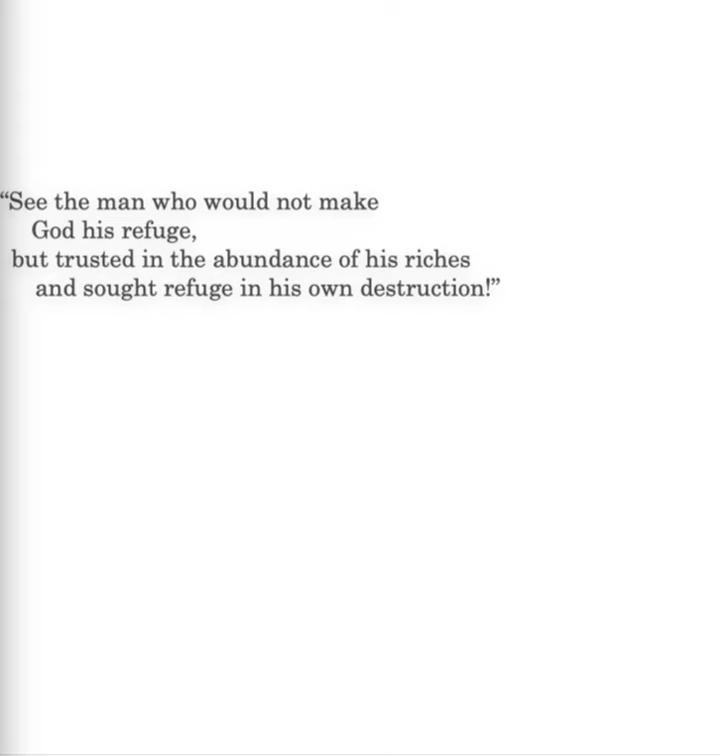 “See the man who would not make
God his refuge,
but trusted in the abundance of his riches
and sought refuge in his own destruction!”